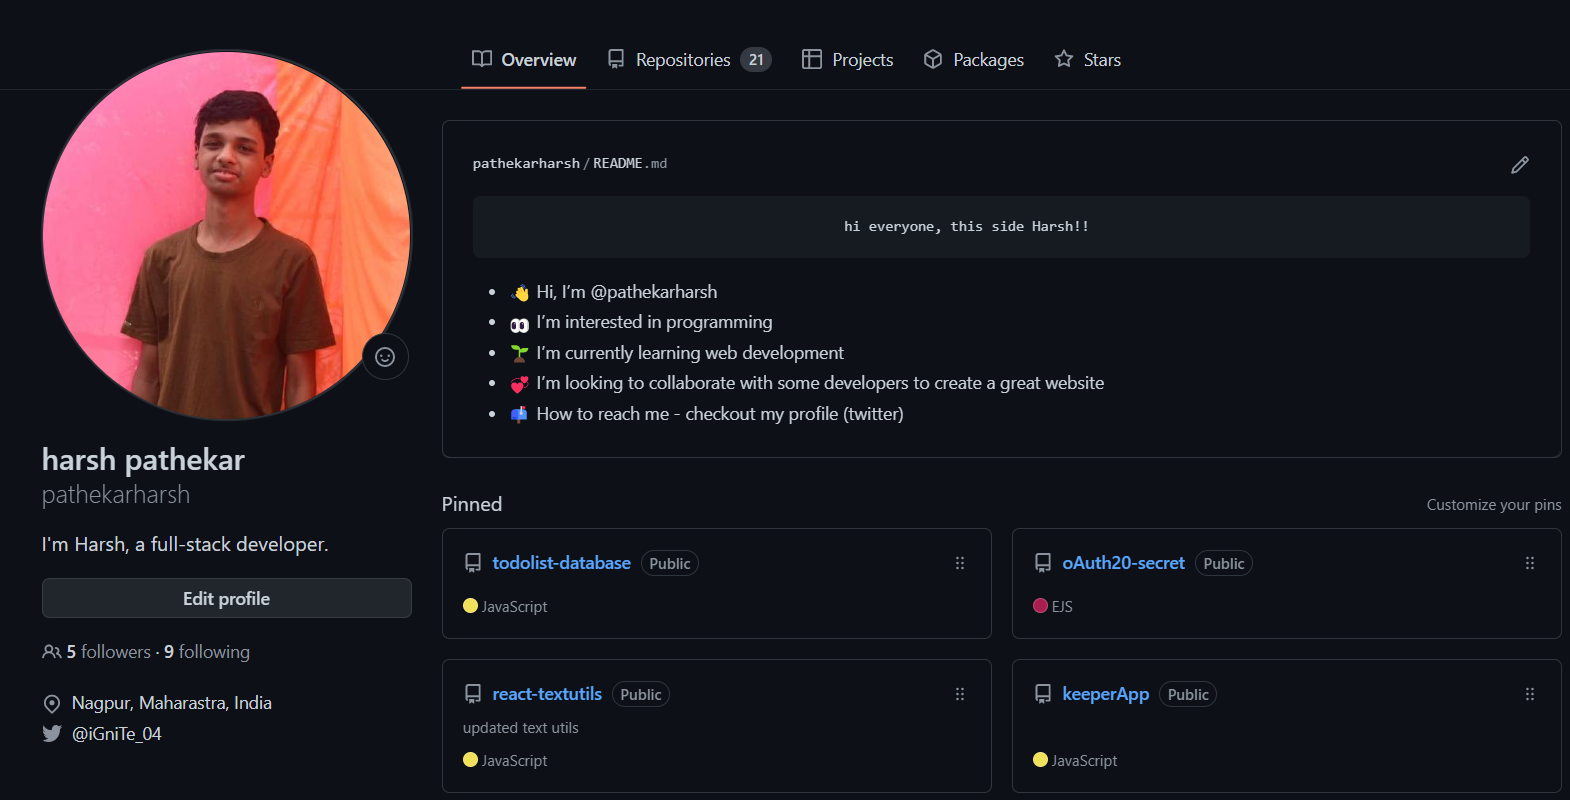 Overview Repositories 21 Projects Packages Stars
pathekarharsh/README.md
hi everyone, this side Harsh!!
👋 Hi, I’m @pathekarharsh
👀 I’m interested in programming
🌱 I’m currently learning web development
💞️ I’m looking to collaborate with some developers to create a great website
📫 How to reach me - checkout my profile (twitter)
harsh pathekar
pathekarharsh
I'm Harsh, a full-stack developer.
Edit profile
5 followers · 9 following
Nagpur, Maharastra, India
@iGniTe_04
Pinned Customize your pins
todolist-database Public
JavaScript
oAuth20-secret Public
EJS
react-textutils Public
updated text utils
JavaScript
keeperApp Public
JavaScript